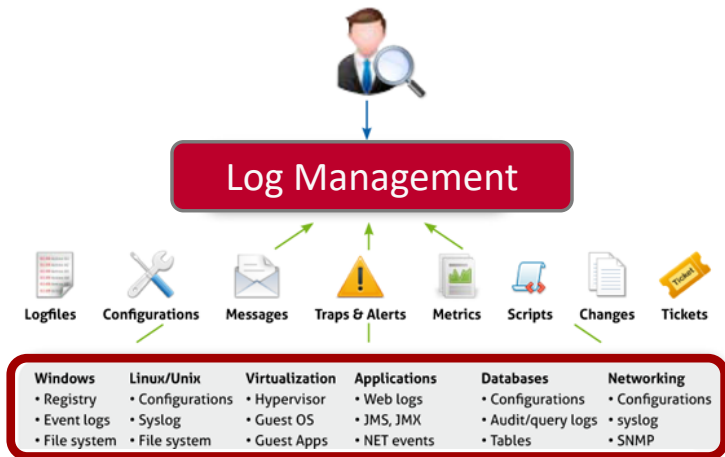 Log Management
Logfiles Configurations Messages Traps & Alerts Metrics Scripts Changes Tickets
Ticket
Windows Linux/Unix Virtualization Applications Databases Networking
• Registry • Configurations • Hypervisor • Web logs • Configurations • Configurations
• Event logs • Syslog • Guest OS • JMS, JMX • Audit/query logs • syslog
• File system • File system • Guest Apps • NET events • Tables • SNMP